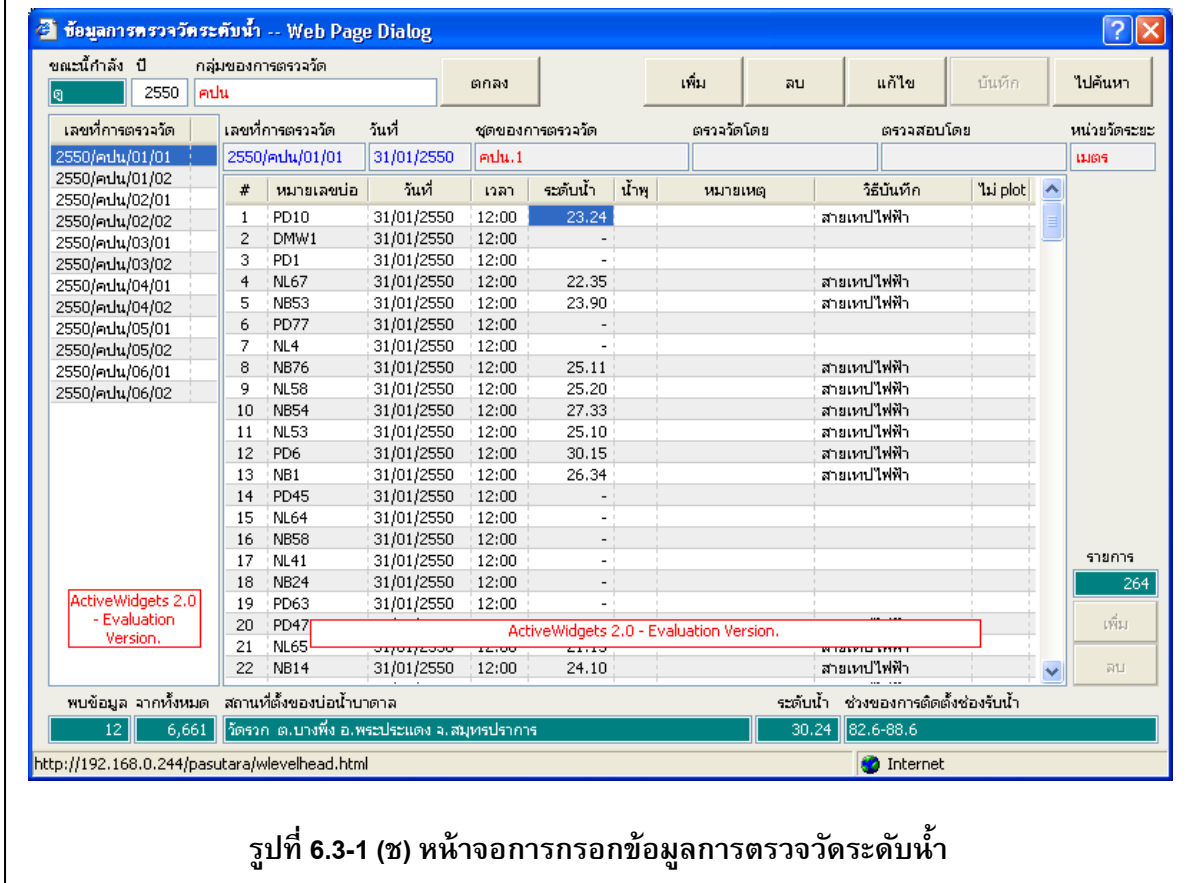 ข้อมูลการตรวจวัดระดับน้ำ -- Web Page Dialog
ขณะนี้กำลัง ปี กลุ่มของการตรวจวัด
ดู 2550 คปน ตกลง เพิ่ม ลบ แก้ไข บันทึก ไปค้นหา
เลขที่การตรวจวัด เลขที่การตรวจวัด วันที่ ชุดของการตรวจวัด ตรวจวัดโดย ตรวจสอบโดย หน่วยวัดระยะ
2550/คปน/01/01 2550/คปน/01/01 31/01/2550 คปน.1 เมตร
2550/คปน/01/02
2550/คปน/02/01
2550/คปน/02/02
2550/คปน/03/01
2550/คปน/03/02
2550/คปน/04/01
2550/คปน/04/02
2550/คปน/05/01
2550/คปน/05/02
2550/คปน/06/01
2550/คปน/06/02
# หมายเลขบ่อ วันที่ เวลา ระดับน้ำ น้ำพุ หมายเหตุ วิธีบันทึก ไม่ plot
1 PD10 31/01/2550 12:00 23.24 สายเทปไฟฟ้า
2 DMW1 31/01/2550 12:00 -
3 PD1 31/01/2550 12:00 -
4 NL67 31/01/2550 12:00 22.35 สายเทปไฟฟ้า
5 NB53 31/01/2550 12:00 23.90 สายเทปไฟฟ้า
6 PD77 31/01/2550 12:00 -
7 NL4 31/01/2550 12:00 -
8 NB76 31/01/2550 12:00 25.11 สายเทปไฟฟ้า
9 NL58 31/01/2550 12:00 25.20 สายเทปไฟฟ้า
10 NB54 31/01/2550 12:00 27.33 สายเทปไฟฟ้า
11 NL53 31/01/2550 12:00 25.10 สายเทปไฟฟ้า
12 PD6 31/01/2550 12:00 30.15 สายเทปไฟฟ้า
13 NB1 31/01/2550 12:00 26.34 สายเทปไฟฟ้า
14 PD45 31/01/2550 12:00 -
15 NL64 31/01/2550 12:00 -
16 NB58 31/01/2550 12:00 -
17 NL41 31/01/2550 12:00 -
18 NB24 31/01/2550 12:00 -
19 PD63 31/01/2550 12:00 -
20 PD47
21 NL65
22 NB14 31/01/2550 12:00 24.10 สายเทปไฟฟ้า
ActiveWidgets 2.0
- Evaluation
Version.
ActiveWidgets 2.0 - Evaluation Version.
รายการ
264
เพิ่ม
ลบ
พบข้อมูล จากทั้งหมด สถานที่ตั้งของบ่อน้ำบาดาล ระดับน้ำ ช่วงของการติดตั้งช่องรับน้ำ
12 6,661 วัดรวก ต.บางพึ่ง อ.พระประแดง จ.สมุทรปราการ 30.24 82.6-88.6
http://192.168.0.244/pasutara/wlevelhead.html Internet
รูปที่ 6.3-1 (ซ) หน้าจอการกรอกข้อมูลการตรวจวัดระดับน้ำ